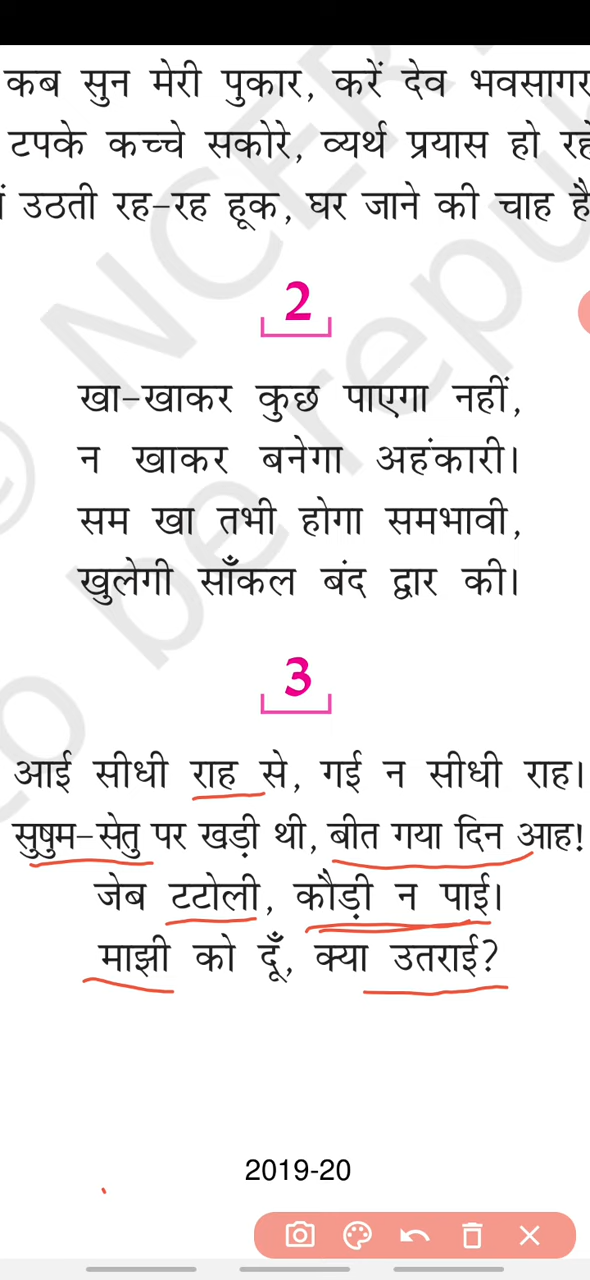 कब सुन मेरी पुकार, करें देव भवसागर
टपके कच्चे सकोरे, व्यर्थ प्रयास हो रहे
उठती रह-रह हूक, घर जाने की चाह है
2
खा-खाकर कुछ पाएगा नहीं,
न खाकर बनेगा अहंकारी।
सम खा तभी होगा समभावी,
खुलेगी साँकल बंद द्वार की।
3
आई सीधी राह से, गई न सीधी राह।
सुषुम-सेतु पर खड़ी थी, बीत गया दिन आह!
जेब टटोली, कौड़ी न पाई।
माझी को दूँ, क्या उतराई?
2019-20